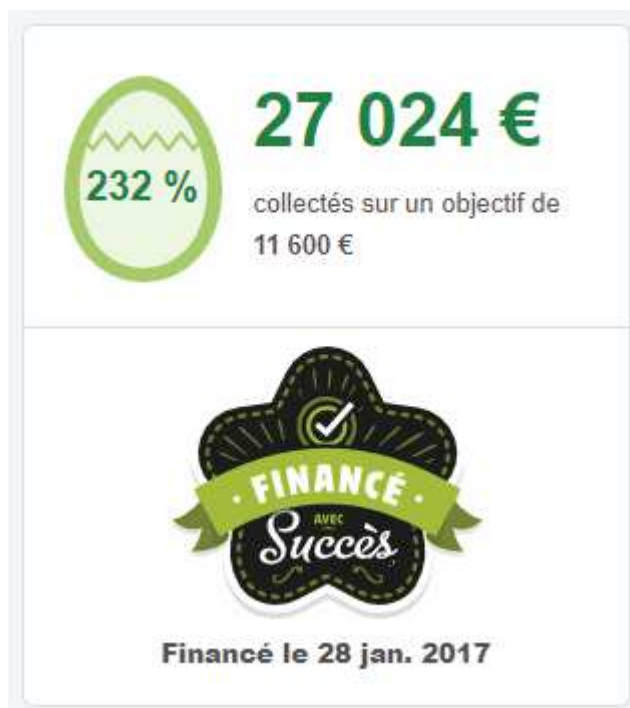 232 %
27 024 €
collectés sur un objectif de
11 600 €
· FINANCÉ ·
AVEC
Succès
Financé le 28 jan. 2017